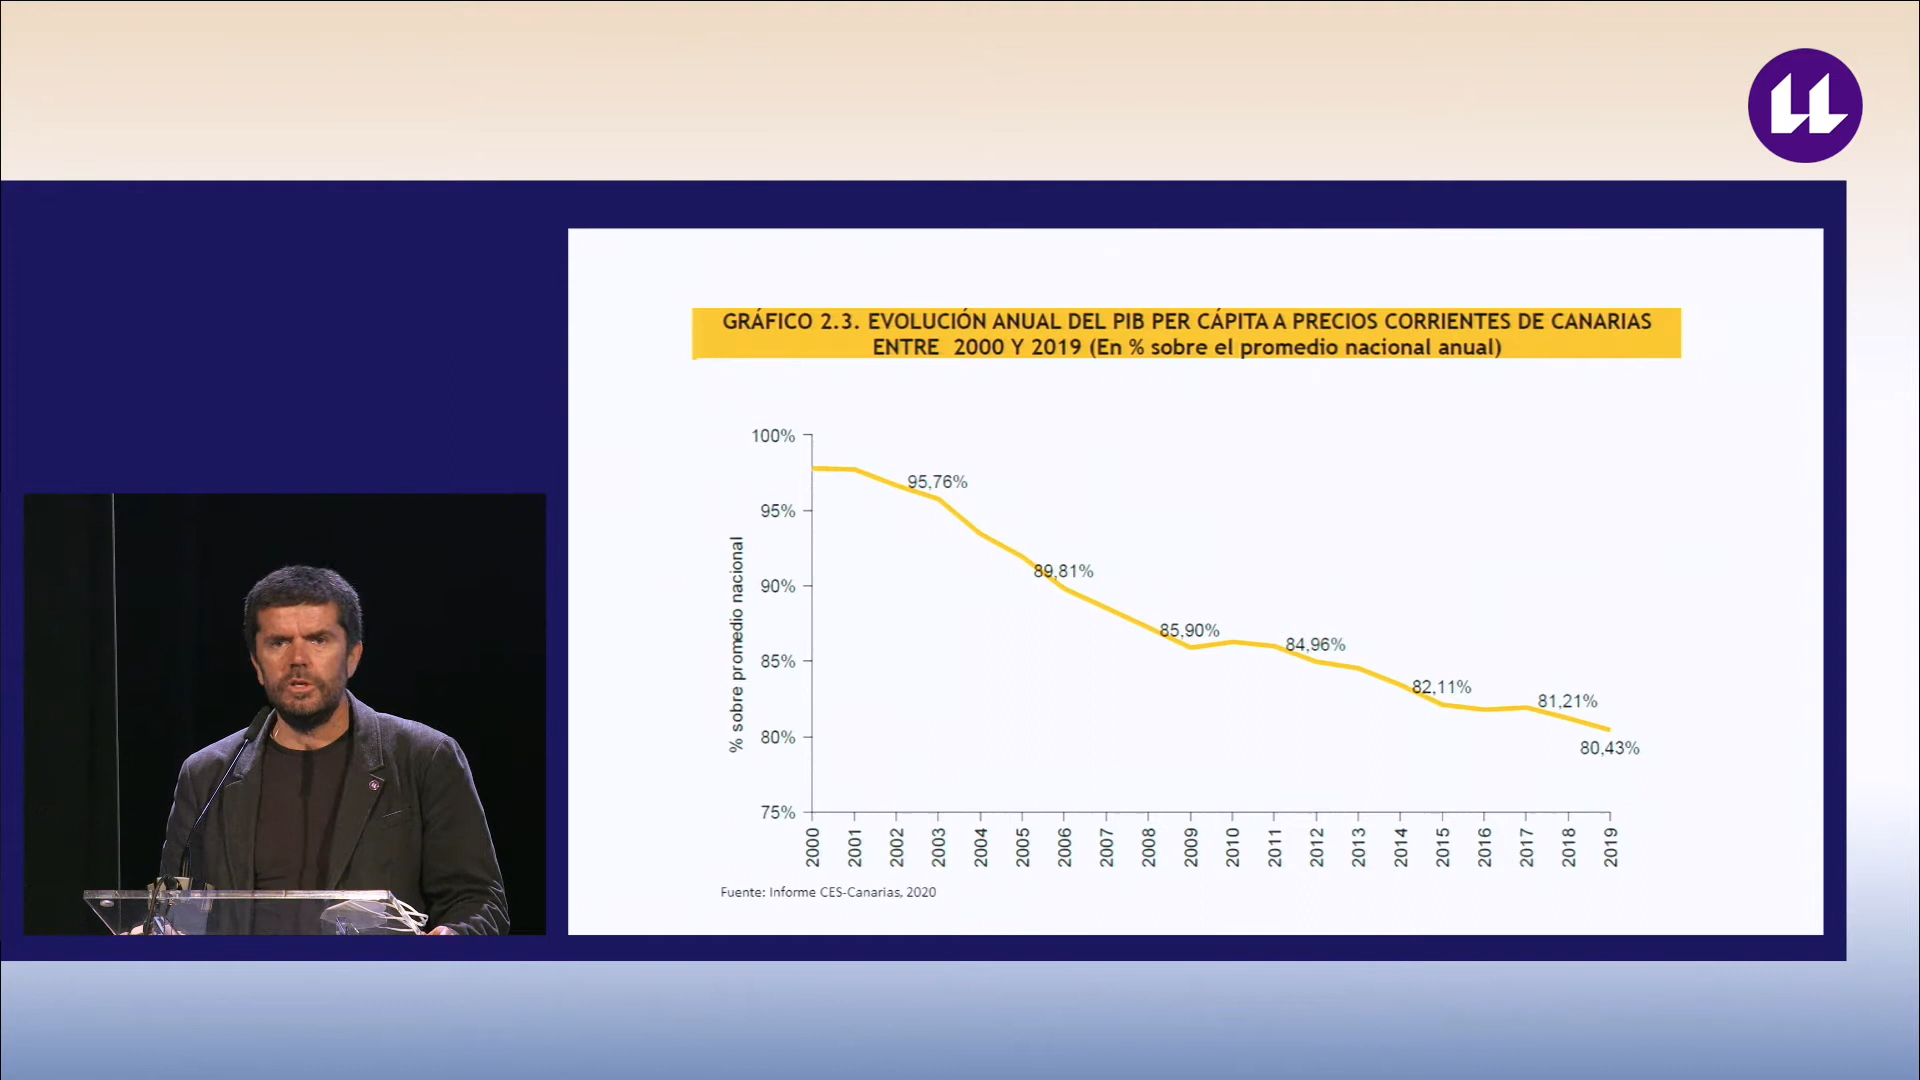 GRÁFICO 2.3. EVOLUCIÓN ANUAL DEL PIB PER CÁPITA A PRECIOS CORRIENTES DE CANARIAS
ENTRE 2000 Y 2019 (En % sobre el promedio nacional anual)
% sobre promedio nacional
100%
95%
90%
85%
80%
75%
95,76%
89,81%
85,90%
84,96%
82,11%
81,21%
80,43%
2000 2001 2002 2003 2004 2005 2006 2007 2008 2009 2010 2011 2012 2013 2014 2015 2016 2017 2018 2019
Fuente: Informe CES-Canarias, 2020